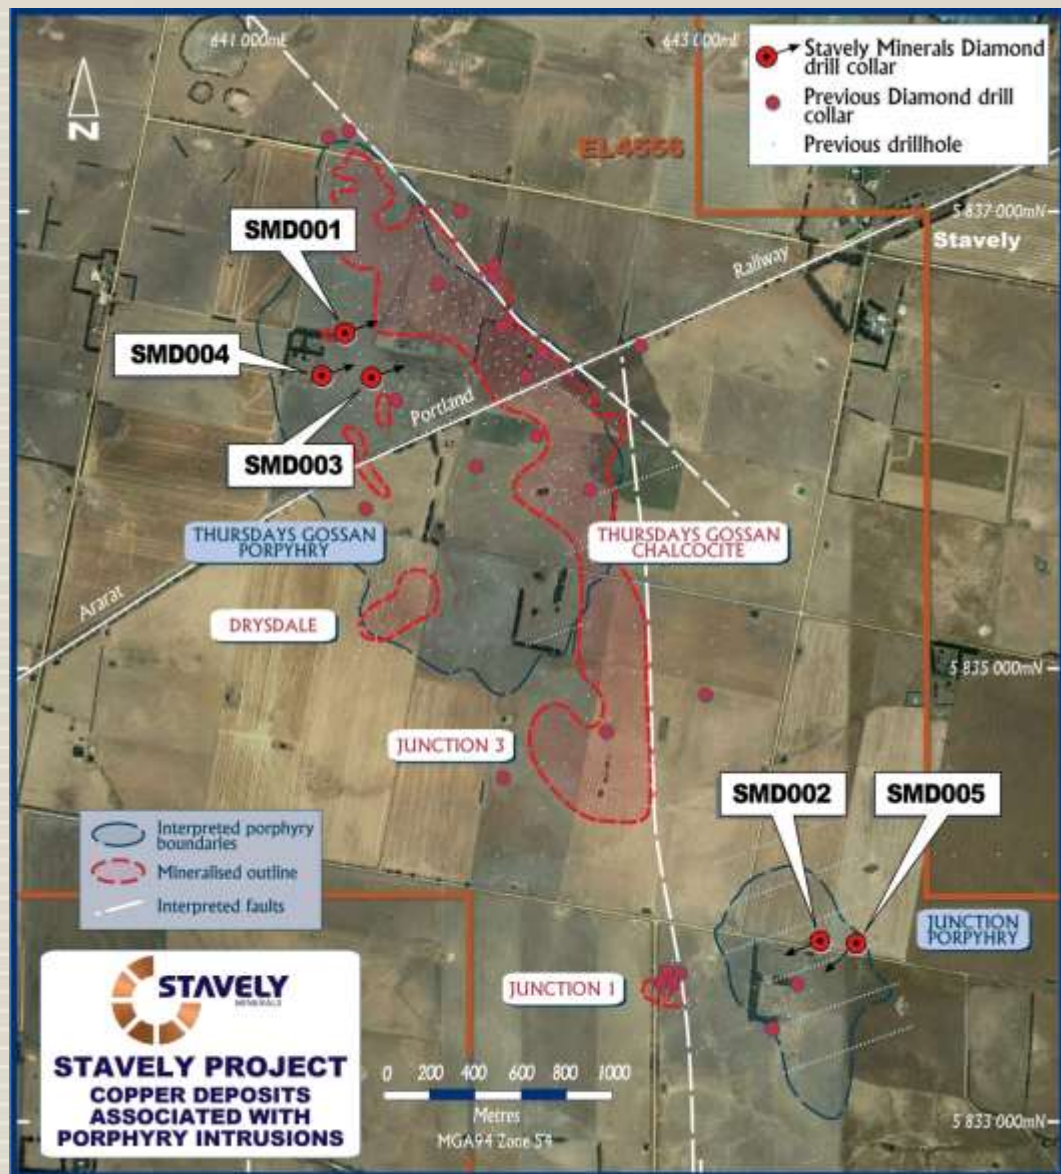 641 000mE
643 000mE
Stavely Minerals Diamond
drill collar
Previous Diamond drill
collar
Previous drillhole
N
EL4556
5 837 000mN
Stavely
SMD001
Railway
SMD004
Portland
SMD003
THURSDAYS GOSSAN
PORPYHRY
THURSDAYS GOSSAN
CHALCOCITE
Ararat
DRYSDALE
5 835 000mN
JUNCTION 3
SMD002
SMD005
Interpreted porphyry
boundaries
Mineralised outline
Interpreted faults
JUNCTION
PORPYHRY
JUNCTION 1
STAVELY
MINERALS
STAVELY PROJECT
COPPER DEPOSITS
ASSOCIATED WITH
PORPHYRY INTRUSIONS
0 200 400 600 800 1000
Metres
MGA94 Zone 54
5 833 000mN